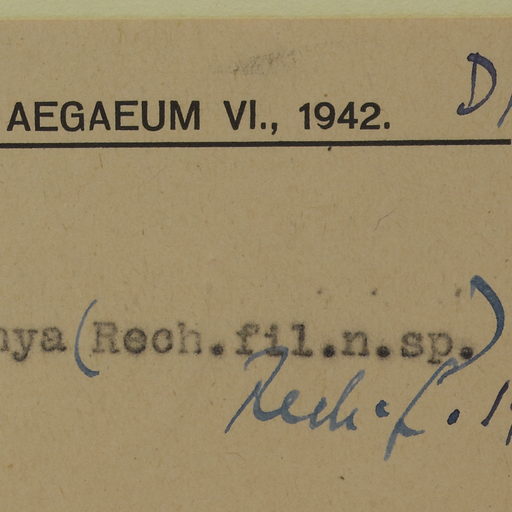 AEGAEUM VI., 1942.
nya (Rech.fil.n.sp.)
Rech. f.